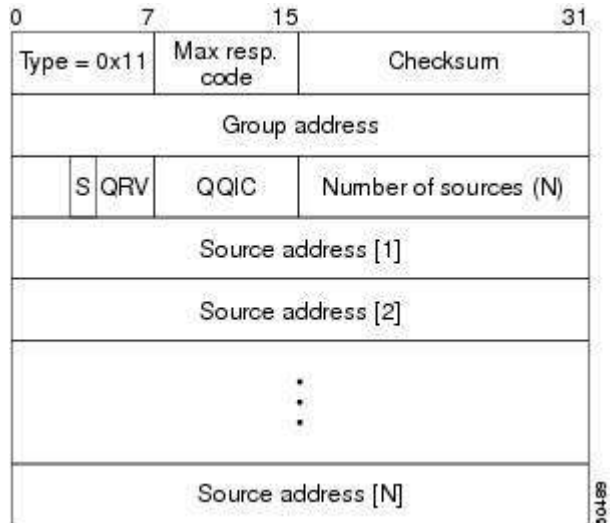 0 7 15 31
Type = 0x11
Max resp.
code
Checksum
Group address
S
QRV
QQIC
Number of sources (N)
Source address [1]
Source address [2]
Source address [N]